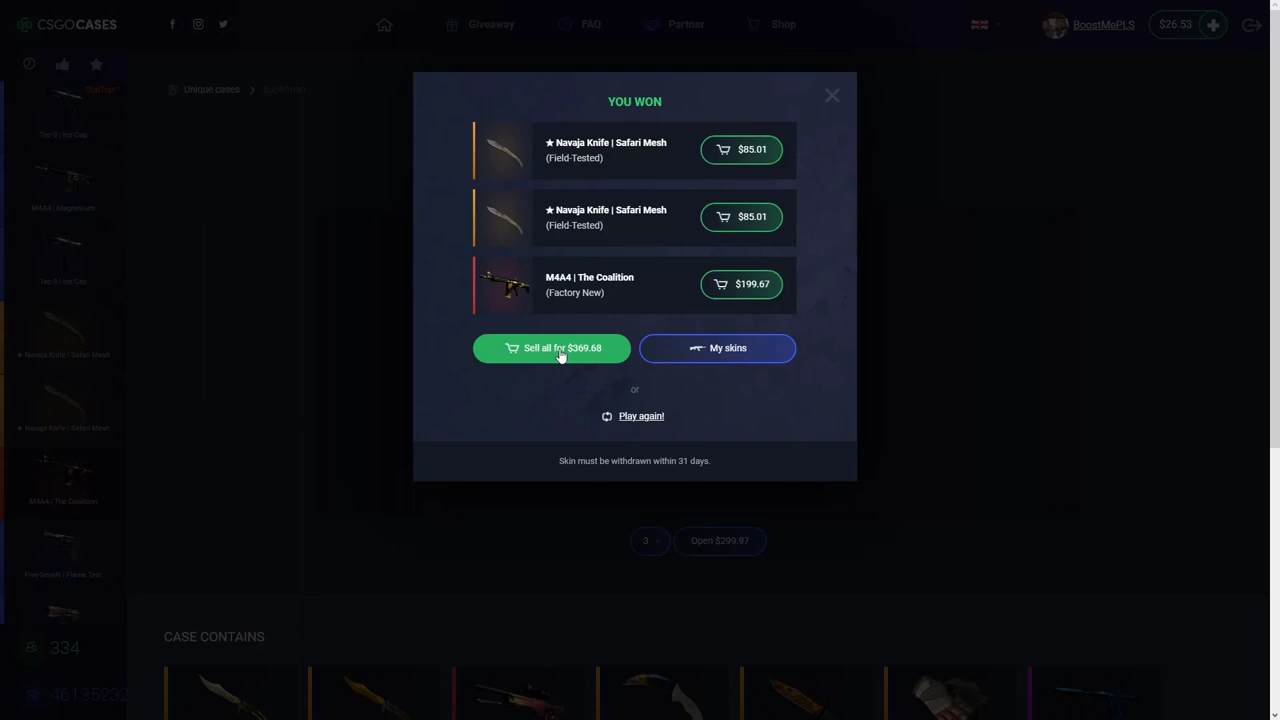 CSGOCASES
f
Giveaway
FAQ
Partner
Shop
BoostMePLS
$26.53
Unique cases > Superstars
StatTrak™
Tec-9 | Ice Cap
M4A4 | Magnesium
Tec-9 | Ice Cap
★ Navaja Knife | Safari Mesh
★ Navaja Knife | Safari Mesh
M4A4 | The Coalition
Five-SeveN | Flame Test
334
46135232
YOU WON
★ Navaja Knife | Safari Mesh
(Field-Tested)
$85.01
★ Navaja Knife | Safari Mesh
(Field-Tested)
$85.01
M4A4 | The Coalition
(Factory New)
$199.67
Sell all for $369.68
My skins
or
Play again!
Skin must be withdrawn within 31 days.
3
Open $299.97
CASE CONTAINS